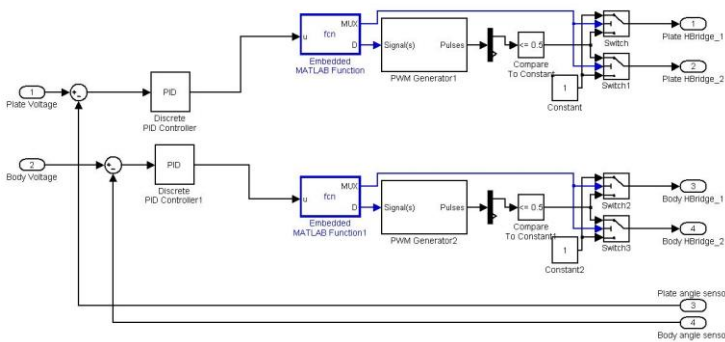 1
Plate Voltage
PID
Discrete
PID Controller
u
fcn
MUX
D
Embedded
MATLAB Function
Signal(s)
Pulses
PWM Generator1
<= 0.5
Compare
To Constant
1
Constant
Switch
Switch1
1
Plate HBridge_1
2
Plate HBridge_2
2
Body Voltage
PID
Discrete
PID Controller1
u
fcn
MUX
D
Embedded
MATLAB Function1
Signal(s)
Pulses
PWM Generator2
<= 0.5
Compare
To Constant1
1
Constant2
Switch2
Switch3
3
Body HBridge_1
4
Body HBridge_2
Plate angle senso
3
4
Body angle senso